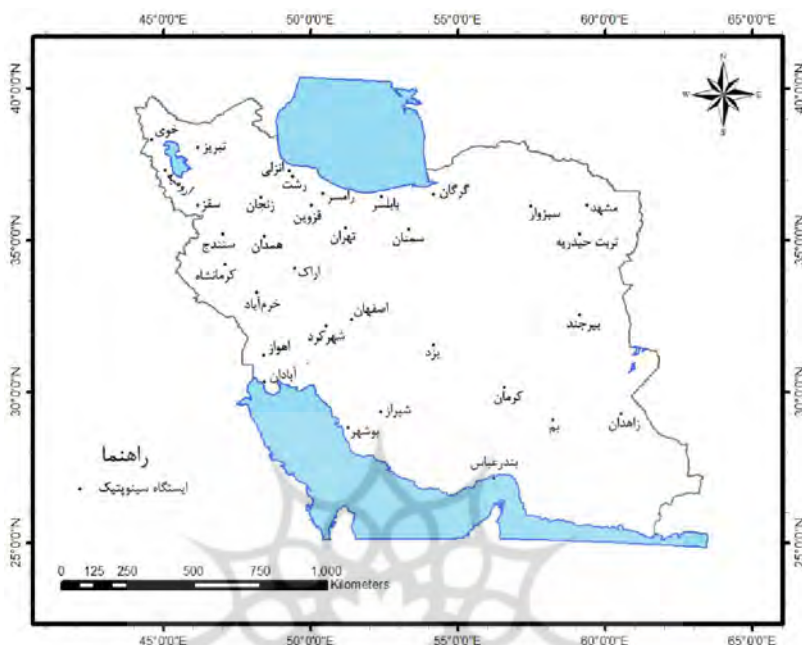 45°0'0"E 50°0'0"E 55°0'0"E 60°0'0"E 65°0'0"E
40°0'0"N
40°0'0"N
W
E
S
خوی
تبریز
ارومیه
انزلی
رشت
رامسر
بابلسر
گرگان
سقز
زنجان
قزوین
سبزوار
مشهد
سنندج
همدان
تهران
سمنان
تربت حیدریه
35°0'0"N
35°0'0"N
کرمانشاه
اراک
خرم‌آباد
اصفهان
شهرکرد
بیرجند
اهواز
یزد
آبادان
30°0'0"N
30°0'0"N
کرمان
شیراز
بم
زاهدان
بوشهر
بندرعباس
راهنما
ایستگاه سینوپتیک
25°0'0"N
25°0'0"N
0 125 250 500 750 1,000
Kilometers
45°0'0"E 50°0'0"E 55°0'0"E 60°0'0"E 65°0'0"E